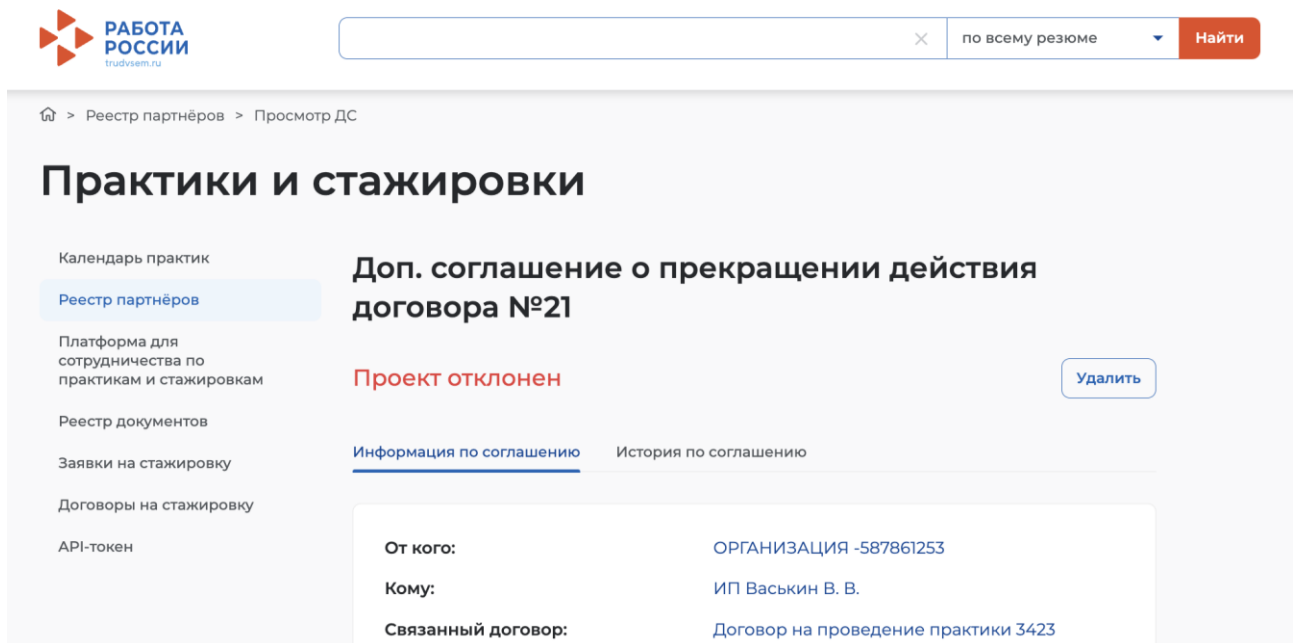 РАБОТА
РОССИИ
trudvsem.ru
по всему резюме
Найти
> Реестр партнёров > Просмотр ДС
Практики и стажировки
Календарь практик
Реестр партнёров
Платформа для
сотрудничества по
практикам и стажировкам
Реестр документов
Заявки на стажировку
Договоры на стажировку
API-токен
Доп. соглашение о прекращении действия
договора №21
Проект отклонен
Удалить
Информация по соглашению История по соглашению
От кого: ОРГАНИЗАЦИЯ -587861253
Кому: ИП Васькин В. В.
Связанный договор: Договор на проведение практики 3423